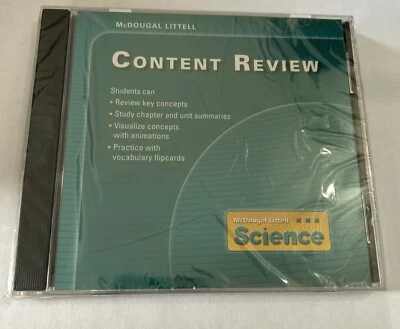 McDOUGAL LITTELL
CONTENT REVIEW
Students can
• Review key concepts
• Study chapter and unit summaries
• Visualize concepts
with animations
• Practice with
vocabulary flipcards
McDougal Littell
Science